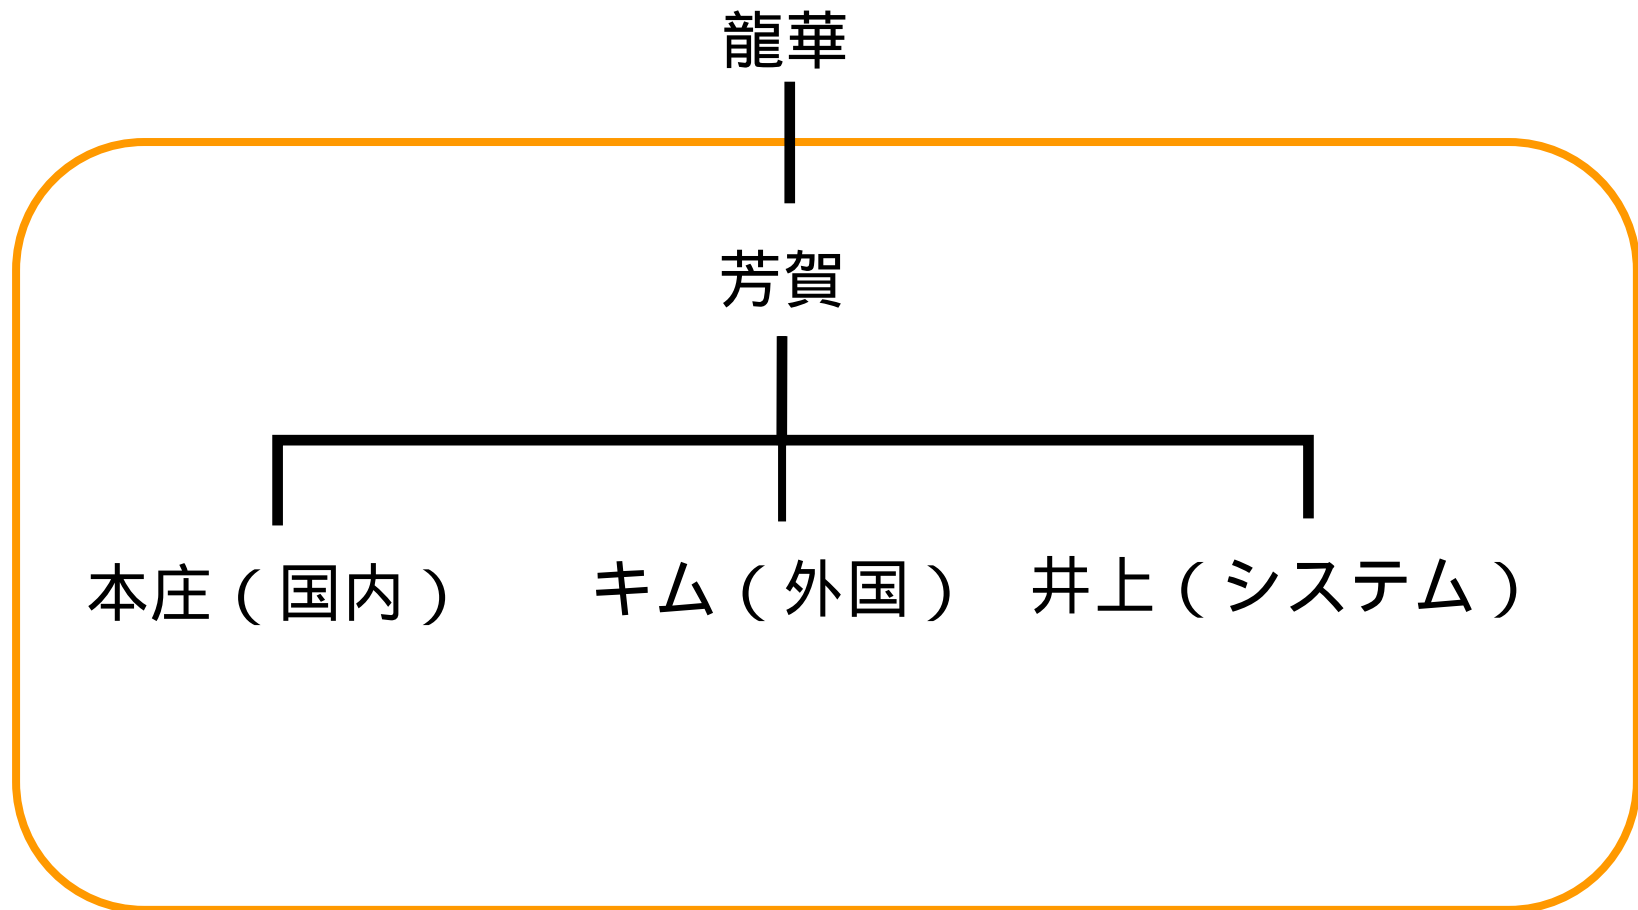 龍華
芳賀
本庄（国内）
キム（外国）
井上（システム）